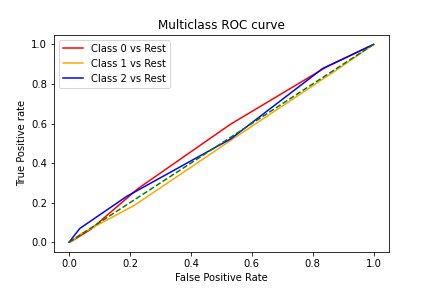 Multiclass ROC curve
Class 0 vs Rest
Class 1 vs Rest
Class 2 vs Rest
True Positive rate
1.0
0.8
0.6
0.4
0.2
0.0
0.0 0.2 0.4 0.6 0.8 1.0
False Positive Rate